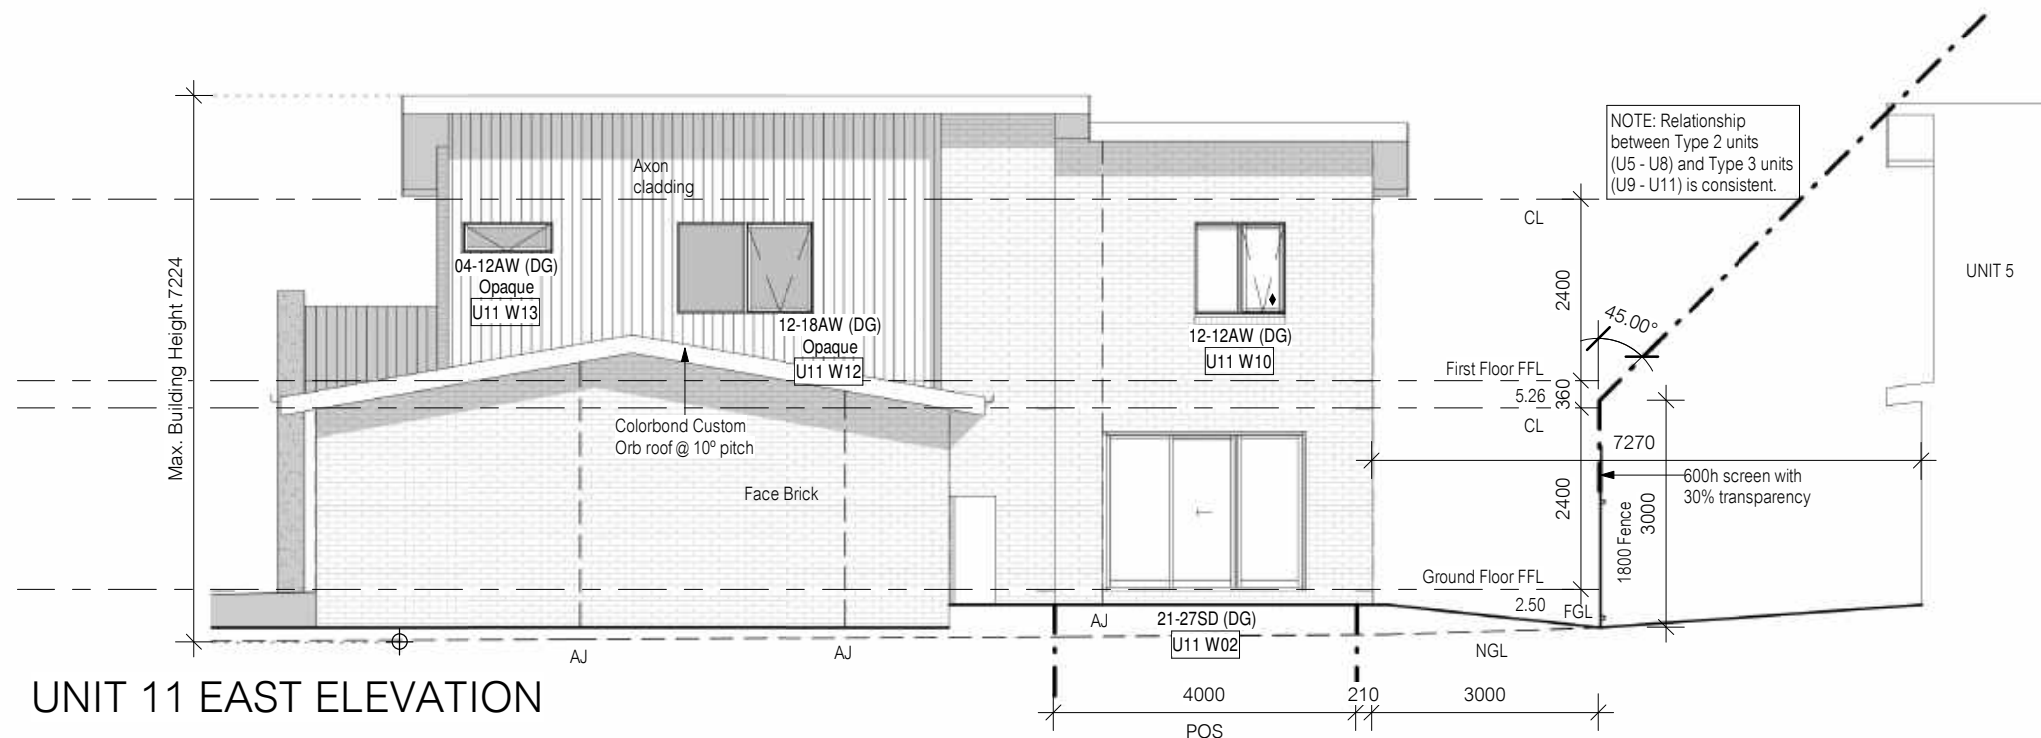 NOTE: Relationship
between Type 2 units
(U5 - U8) and Type 3 units
(U9 - U11) is consistent.
Axon
cladding
CL
04-12AW (DG)
Opaque
U11 W13
12-18AW (DG)
Opaque
U11 W12
12-12AW (DG)
U11 W10
UNIT 5
Max. Building Height 7224
2400
45.00°
First Floor FFL
5.26
360
CL
Colorbond Custom
Orb roof @ 10º pitch
7270
Face Brick
2400
1800 Fence
3000
600h screen with
30% transparency
Ground Floor FFL
2.50
FGL
AJ
21-27SD (DG)
U11 W02
AJ
AJ
NGL
UNIT 11 EAST ELEVATION
4000
210
3000
POS